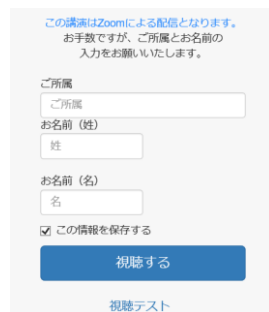 この講演はZoomによる配信となります。
お手数ですが、ご所属とお名前の
入力をお願いいたします。
ご所属
ご所属
お名前（姓）
姓
お名前（名）
名
この情報を保存する
視聴する
視聴テスト